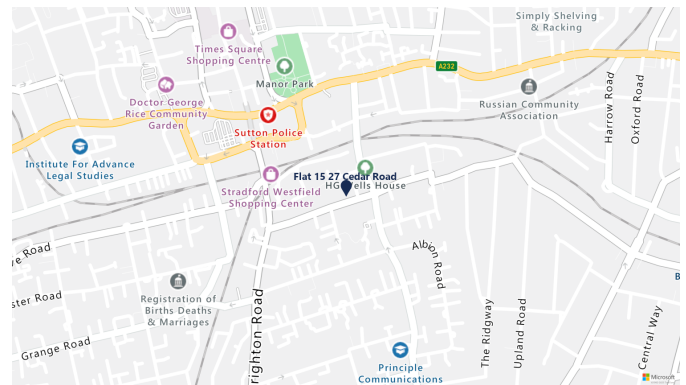 Simply Shelving
& Racking
Times Square
Shopping Centre
A232
Manor Park
Doctor George
Rice Community
Garden
Russian Community
Association
Harrow Road
Oxford Road
Sutton Police
Station
Institute For Advance
Legal Studies
Flat 15 27 Cedar Road
HG Wells House
Stradford Westfield
Shopping Center
ve Road
Albion
Road
ster Road
Registration of
Births Deaths
& Marriages
righton Road
The Ridgway
Upland Road
Central Way
B
Grange Road
Principle
Communications
Microsoft